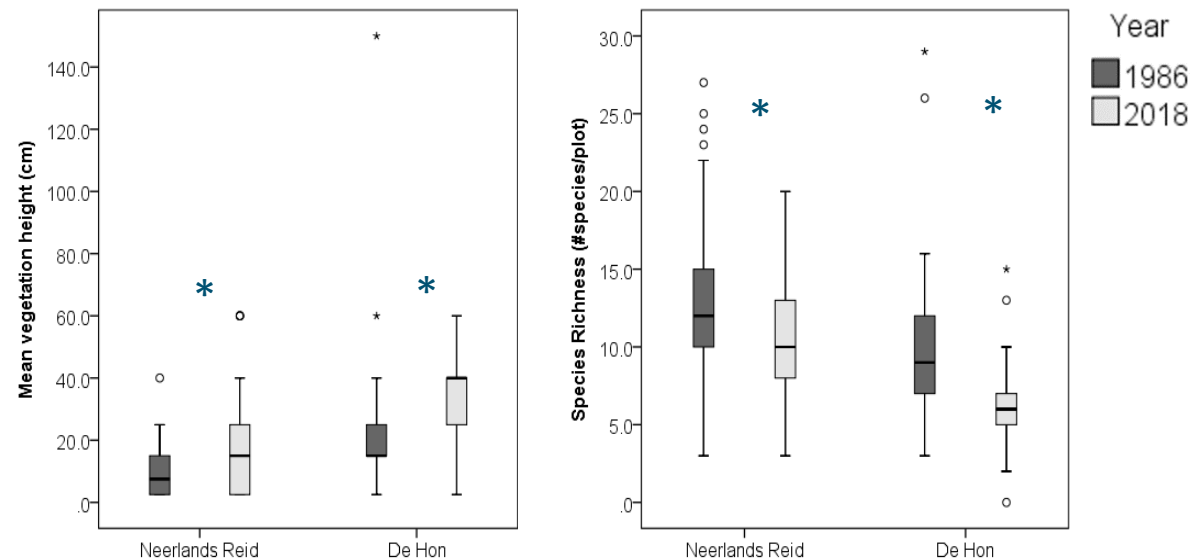 Mean vegetation height (cm)
140.0
120.0
100.0
80.0
60.0
40.0
20.0
.0
Neerlands Reid
De Hon
Species Richness (#species/plot)
30.0
25.0
20.0
15.0
10.0
5.0
.0
Neerlands Reid
De Hon
Year
1986
2018